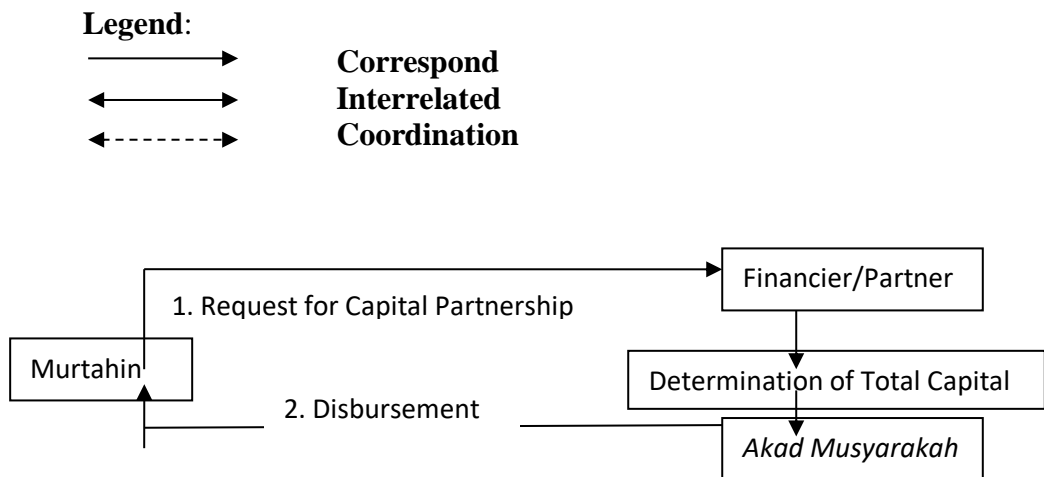 Legend:
Correspond
Interrelated
Coordination
Financier/Partner
1. Request for Capital Partnership
Murtahin
Determination of Total Capital
2. Disbursement
Akad Musyarakah